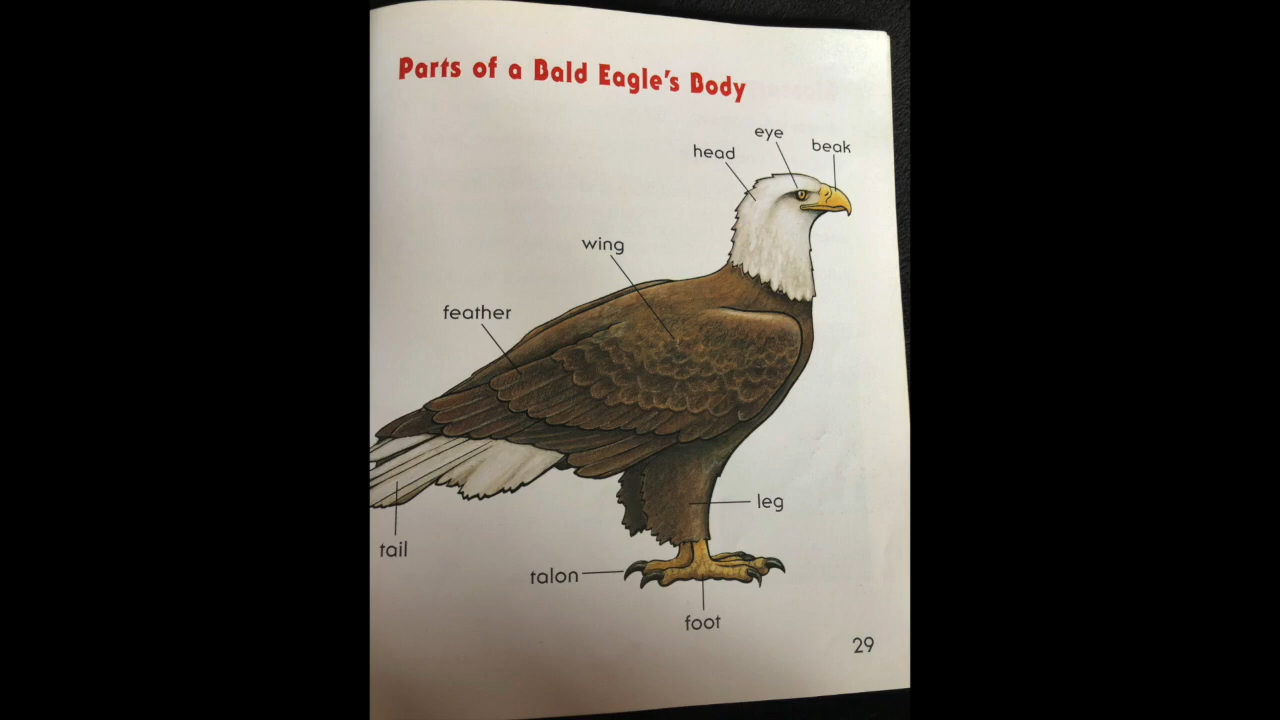 Parts of a Bald Eagle's Body
eye
beak
head
wing
feather
leg
tail
talon
foot
29